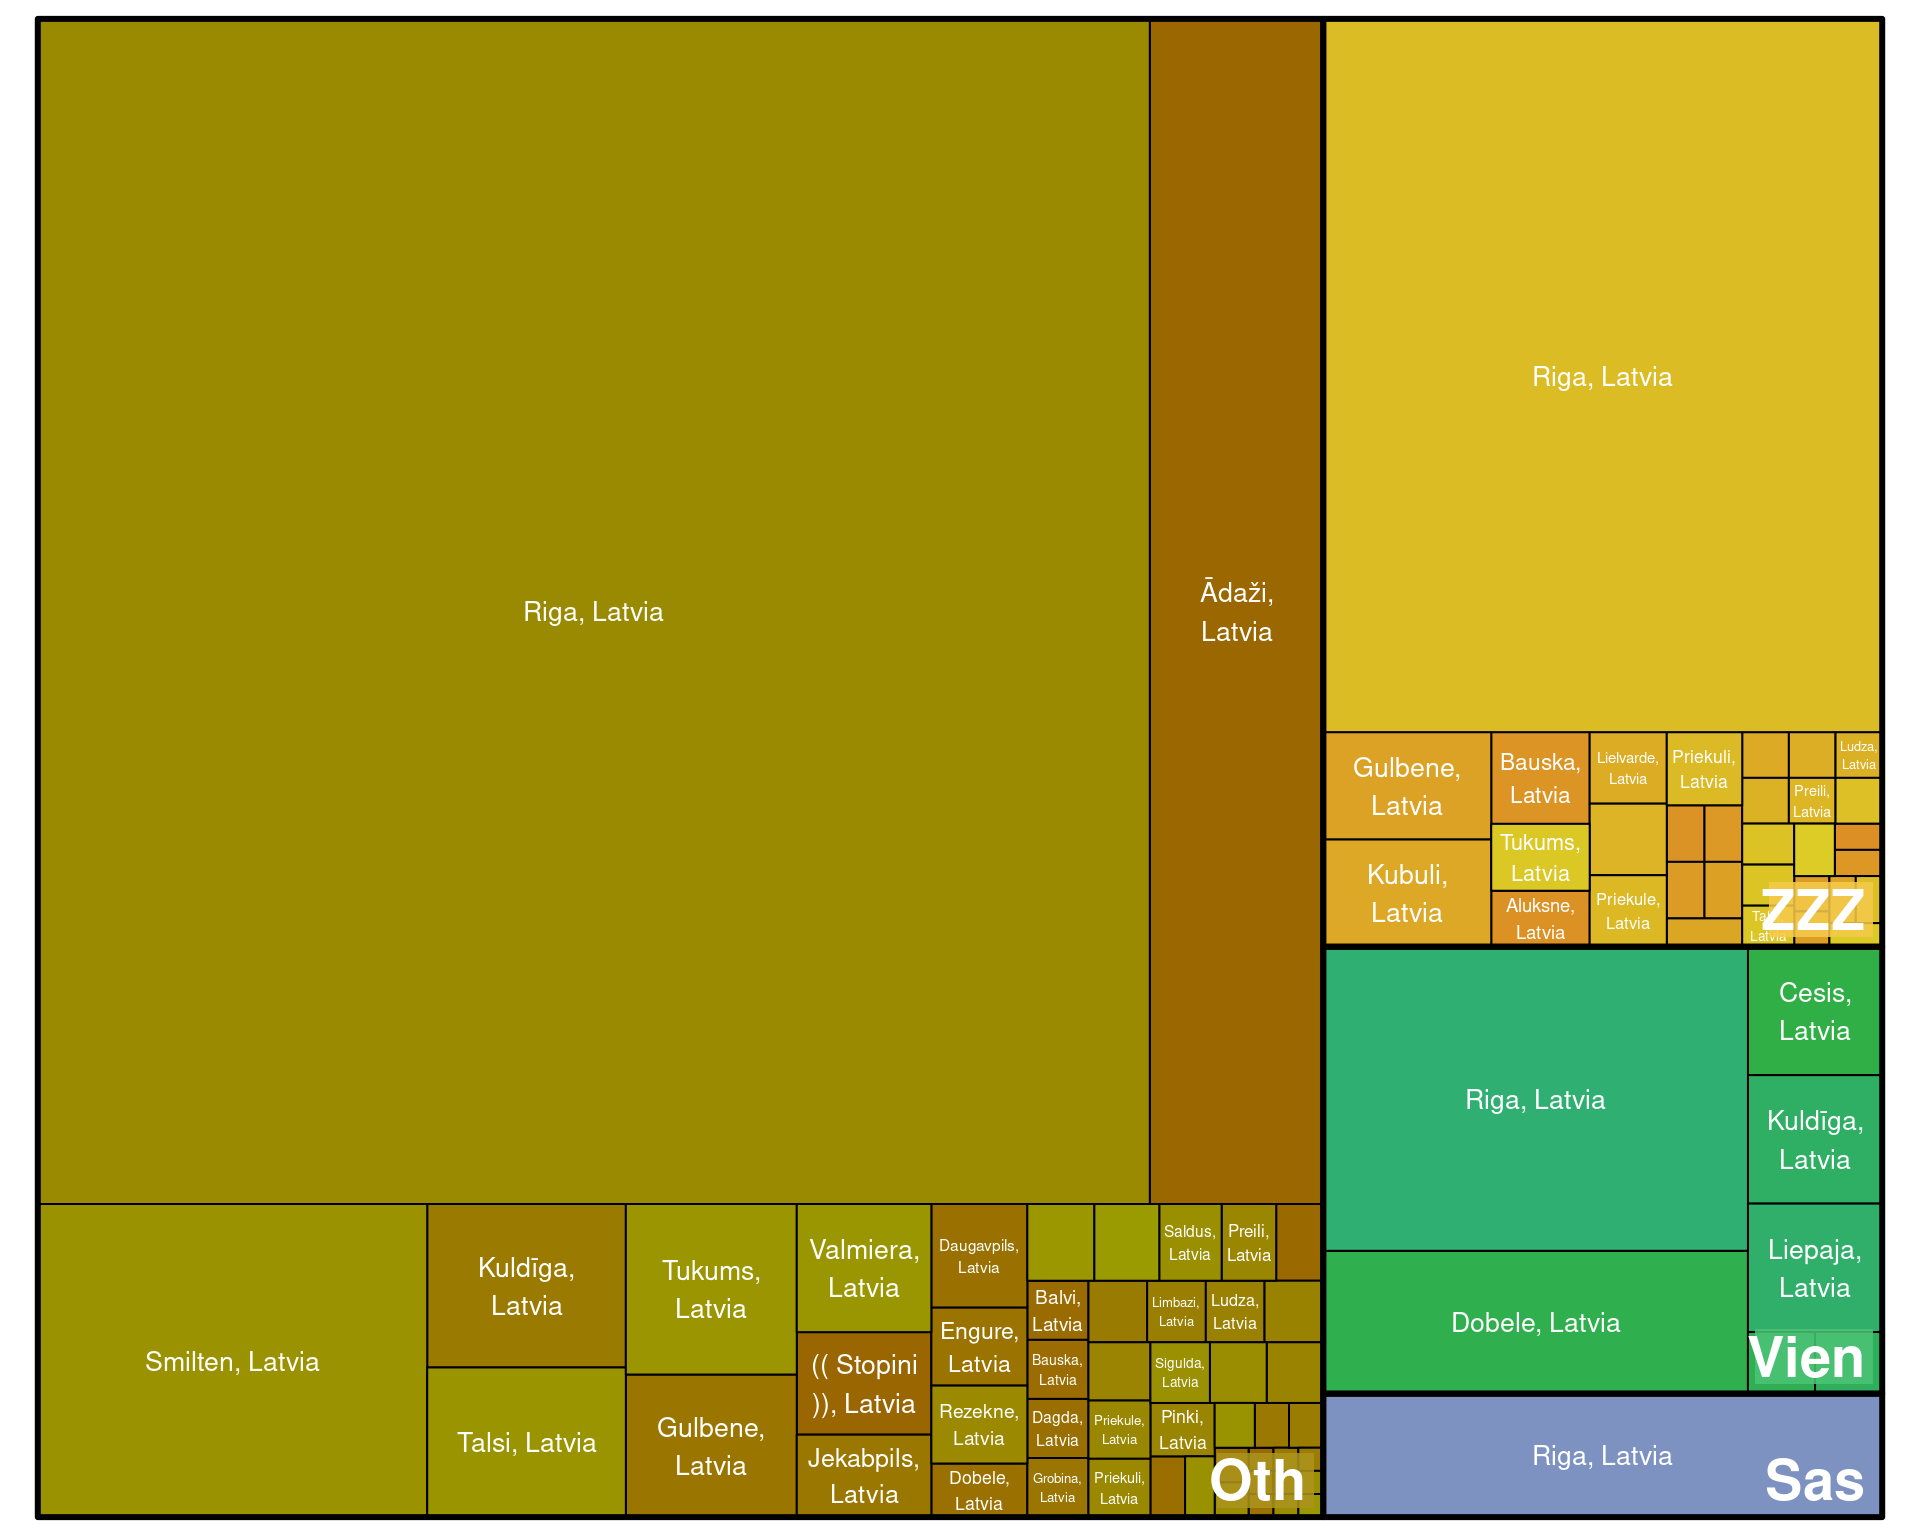 Riga, Latvia
Ādaži,
Latvia
Smilten, Latvia
Kuldīga,
Latvia
Talsi, Latvia
Tukums,
Latvia
Gulbene,
Latvia
Valmiera,
Latvia
(( Stopini
)), Latvia
Jekabpils,
Latvia
Daugavpils,
Latvia
Engure,
Latvia
Rezekne,
Latvia
Dobele,
Latvia
Balvi,
Latvia
Bauska,
Latvia
Dagda,
Latvia
Grobina,
Latvia
Saldus,
Latvia
Preili,
Latvia
Limbazi,
Latvia
Ludza,
Latvia
Sigulda,
Latvia
Priekule,
Latvia
Pinki,
Latvia
Priekuli,
Latvia
Oth
Riga, Latvia
Gulbene,
Latvia
Kubuli,
Latvia
Bauska,
Latvia
Tukums,
Latvia
Aluksne,
Latvia
Lielvarde,
Latvia
Priekule,
Latvia
Priekuli,
Latvia
Ludza,
Latvia
Preili,
Latvia
Latvia
ZZZ
Riga, Latvia
Dobele, Latvia
Cesis,
Latvia
Kuldīga,
Latvia
Liepaja,
Latvia
Vien
Riga, Latvia
Sas